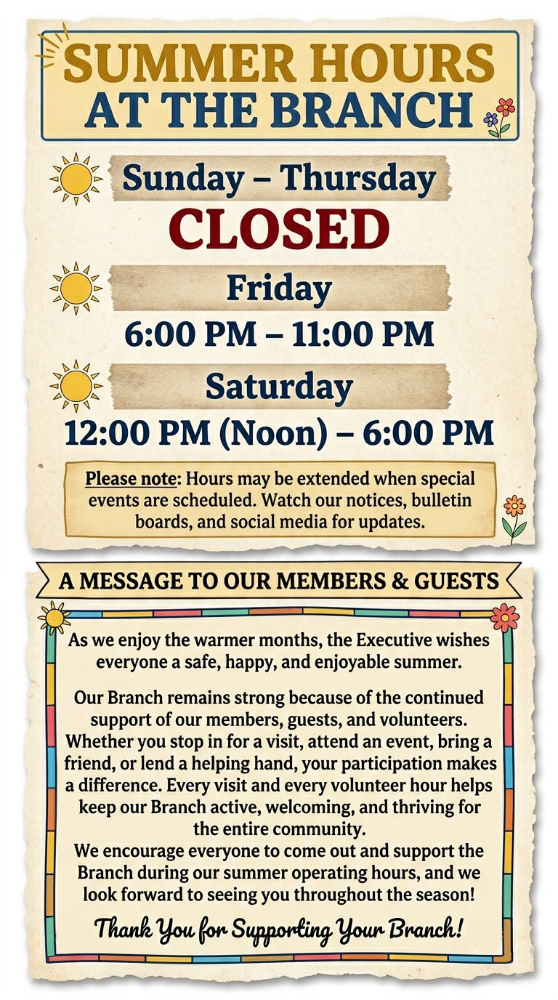 SUMMER HOURS
AT THE BRANCH
Sunday – Thursday
CLOSED
Friday
6:00 PM – 11:00 PM
Saturday
12:00 PM (Noon) – 6:00 PM
Please note: Hours may be extended when special
events are scheduled. Watch our notices, bulletin
boards, and social media for updates.
A MESSAGE TO OUR MEMBERS & GUESTS
As we enjoy the warmer months, the Executive wishes
everyone a safe, happy, and enjoyable summer.
Our Branch remains strong because of the continued
support of our members, guests, and volunteers.
Whether you stop in for a visit, attend an event, bring a
friend, or lend a helping hand, your participation makes
a difference. Every visit and every volunteer hour helps
keep our Branch active, welcoming, and thriving for
the entire community.
We encourage everyone to come out and support the
Branch during our summer operating hours, and we
look forward to seeing you throughout the season!
Thank You for Supporting Your Branch!